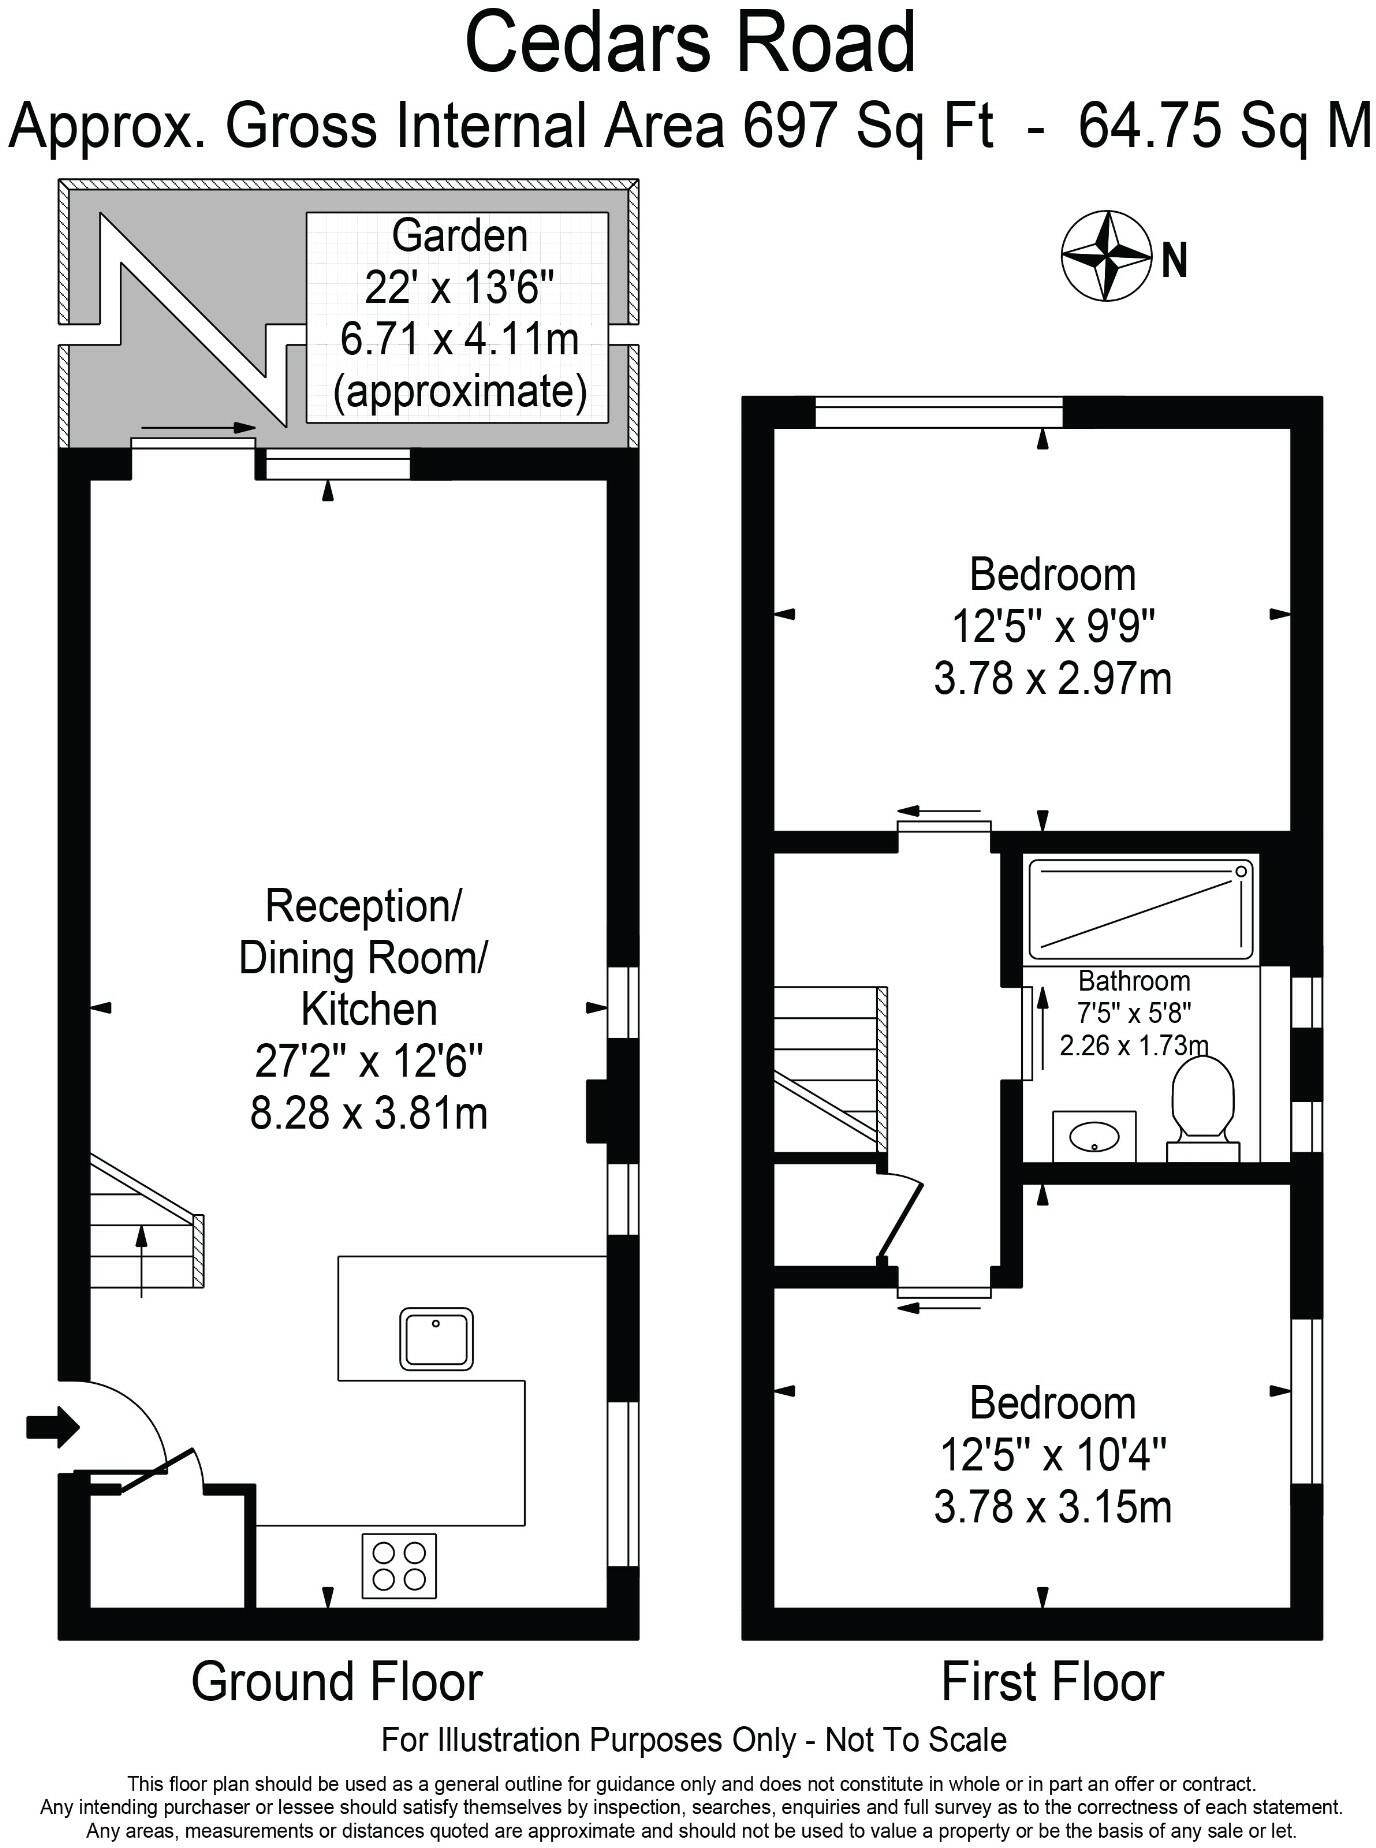 Cedars Road
Approx. Gross Internal Area 697 Sq Ft - 64.75 Sq M
Garden
22' x 13'6"
6.71 x 4.11m
(approximate)
N
Reception/
Dining Room/
Kitchen
27'2" x 12'6"
8.28 x 3.81m
Ground Floor
Bedroom
12'5" x 9'9"
3.78 x 2.97m
Bathroom
7'5" x 5'8"
2.26 x 1.73m
Bedroom
12'5" x 10'4"
3.78 x 3.15m
First Floor
For Illustration Purposes Only - Not To Scale
This floor plan should be used as a general outline for guidance only and does not constitute in whole or in part an offer or contract.
Any intending purchaser or lessee should satisfy themselves by inspection, searches, enquiries and full survey as to the correctness of each statement.
Any areas, measurements or distances quoted are approximate and should not be used to value a property or be the basis of any sale or let.